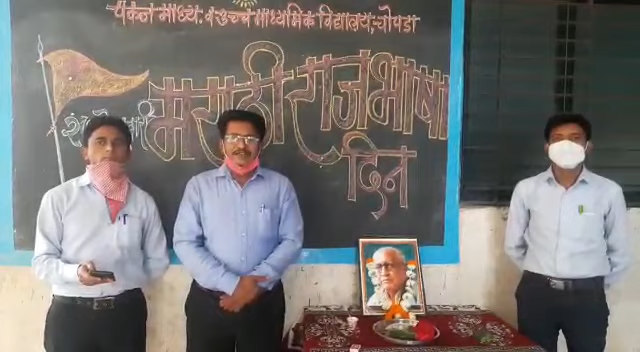 पंकज माध्य. व उच्च माध्यमिक विद्यालय, चोपडा
मराठी राजभाषा
दिन